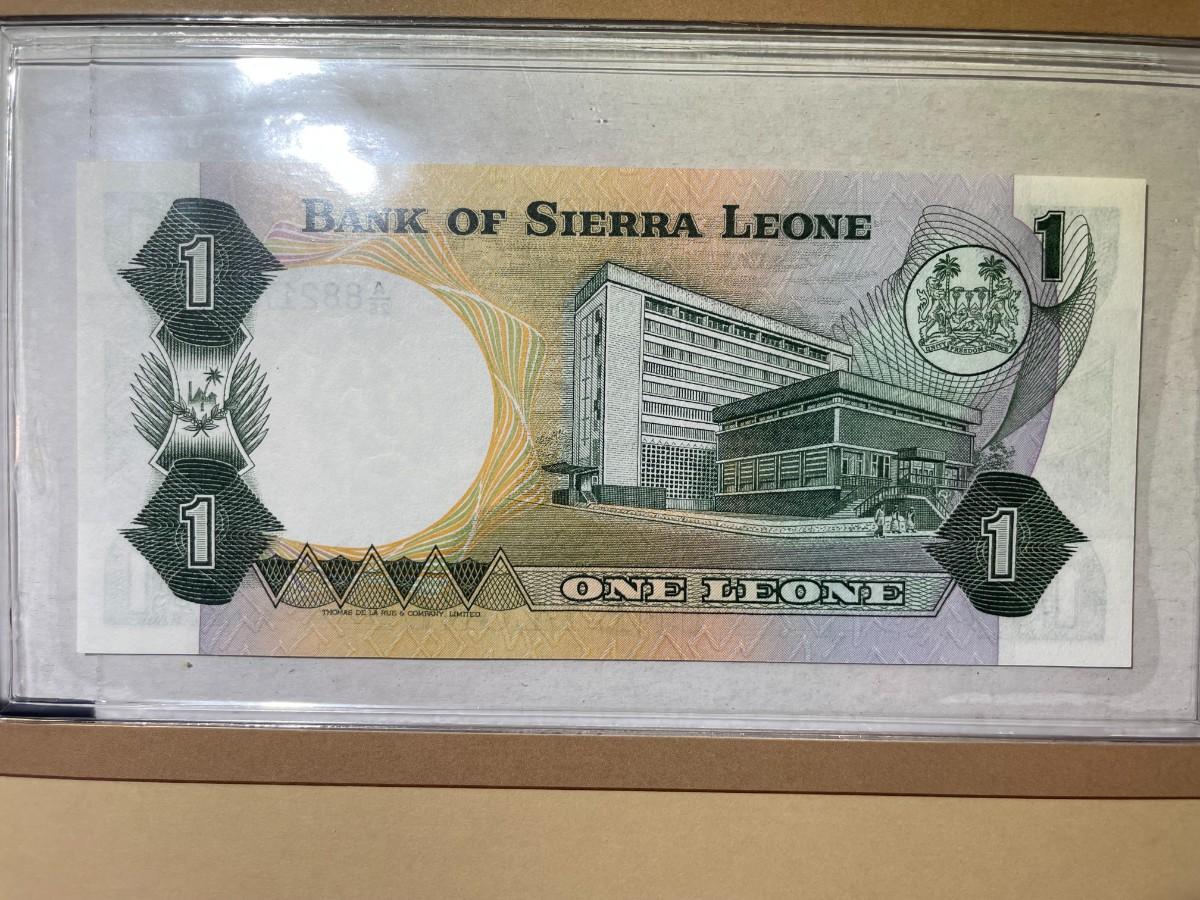 BANK OF SIERRA LEONE
1
1
1
1
ONE LEONE
THOMAS DE LA RUE & COMPANY, LIMITED.